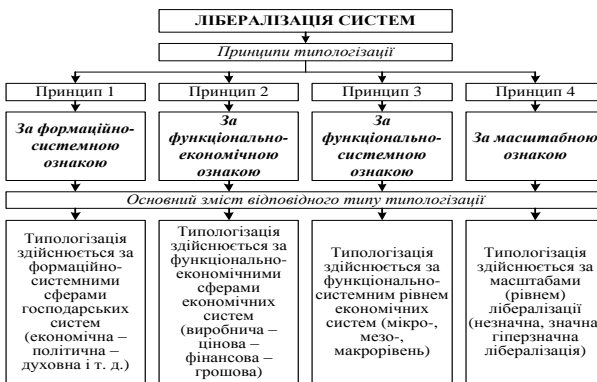 ЛІБЕРАЛІЗАЦІЯ СИСТЕМ
Принципи типологізації
Принцип 1
Принцип 2
Принцип 3
Принцип 4
За формаційно-
системною
ознакою
За
функціонально-
економічною
ознакою
За
функціонально-
системною
ознакою
За масштабною
ознакою
Основний зміст відповідного типу типологізації
Типологізація
здійснюється за
формаційно-
системними
сферами
господарських
систем
(економічна –
політична –
духовна і т. д.)
Типологізація
здійснюється за
функціонально-
економічними
сферами
економічних
систем
(виробнича –
цінова –
фінансова –
грошова)
Типологізація
здійснюється за
функціонально-
системним рівнем
економічних
систем (мікро-,
мезо-,
макрорівень)
Типологізація
здійснюється за
масштабами
(рівнем)
лібералізації
(незначна, значна,
гіперзначна
лібералізація)